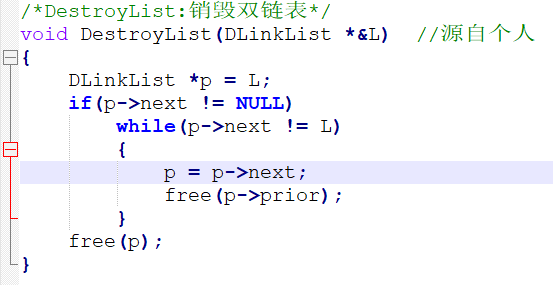 /*DestroyList:销毁双链表*/
void DestroyList(DLinkList *&L)  //源自个人
{
    DLinkList *p = L;
    if(p->next != NULL)
        while(p->next != L)
        {
            p = p->next;
            free(p->prior);
        }
    free(p);
}